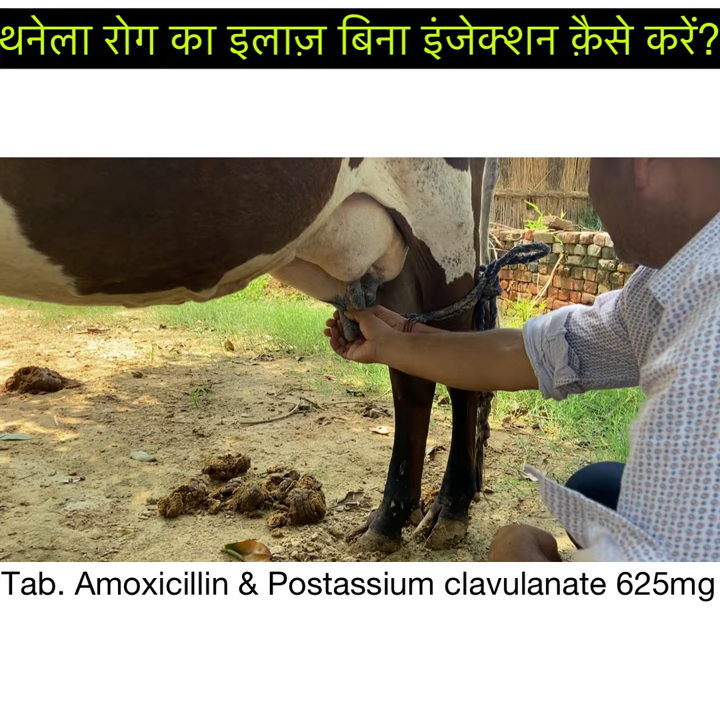 थनेला रोग का इलाज़ बिना इंजेक्शन क़ैसे करें?
Tab. Amoxicillin & Postassium clavulanate 625mg